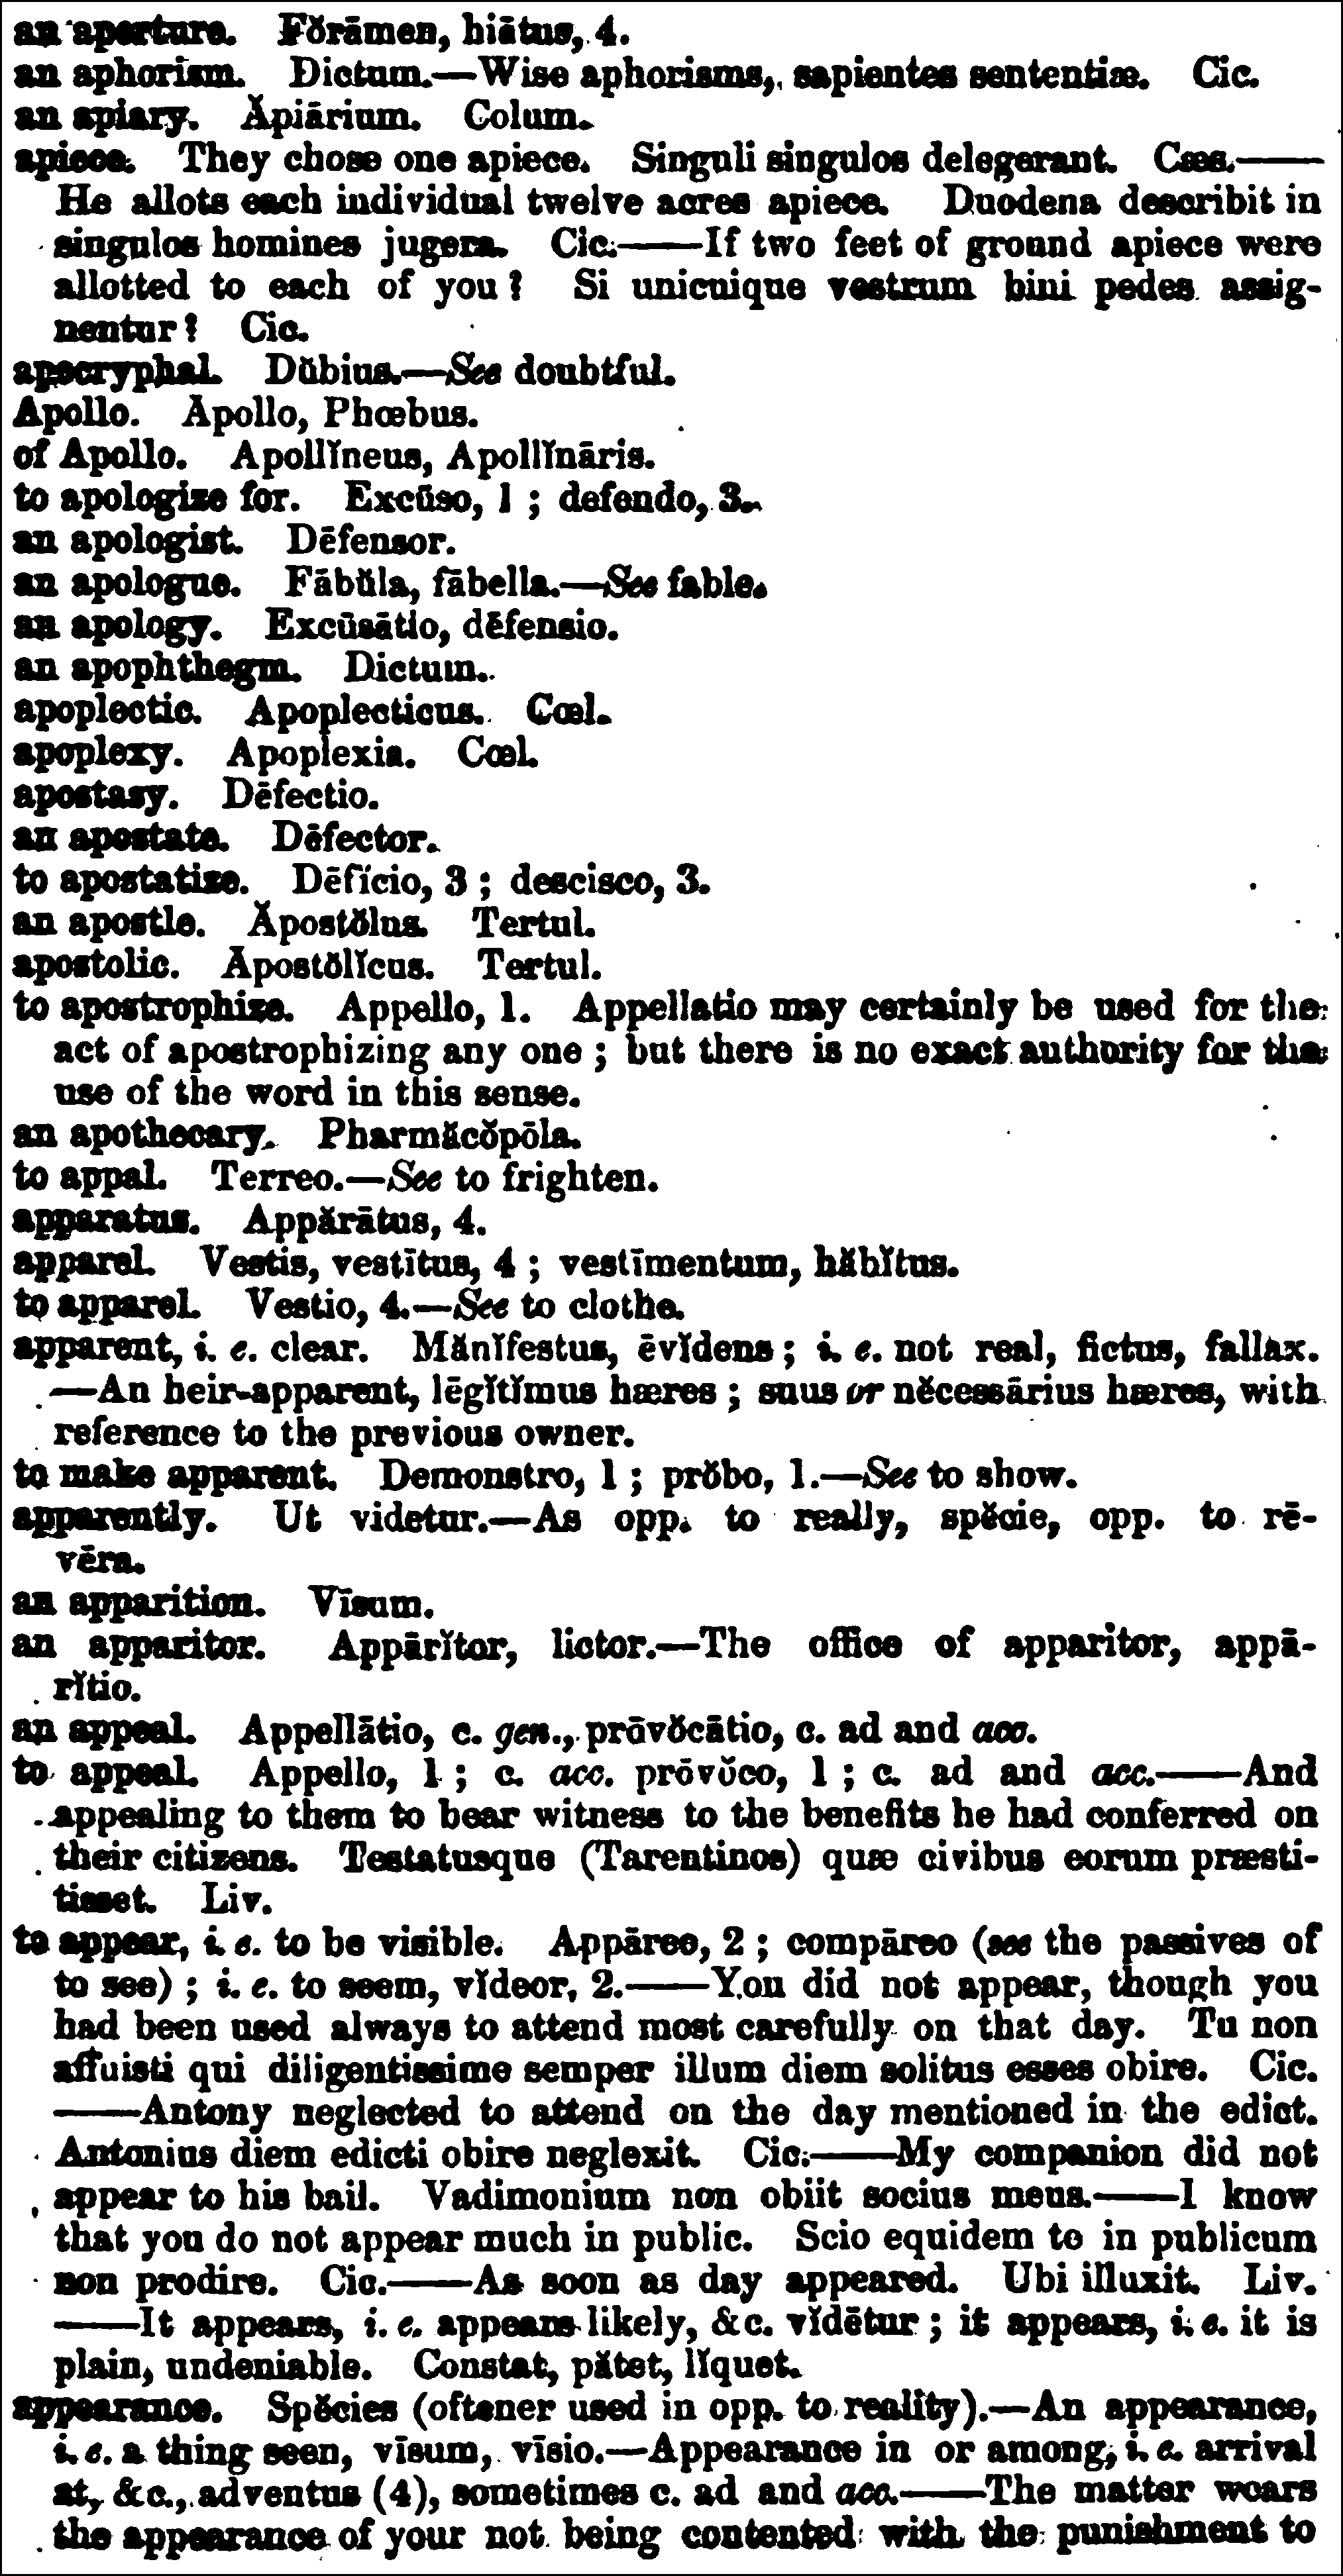 an aperture. Fŏrāmen, hiātus, 4.
an aphorism. Dictum.—Wise aphorisms, sapientes sententiæ. Cic.
an apiary. Ăpiārium. Colum.
apiece. They chose one apiece. Singuli singulos delegerant. Cæs.——
He allots each individual twelve acres apiece. Duodena describit in
singulos homines jugera. Cic.——If two feet of ground apiece were
allotted to each of you? Si unicuique vestrum bini pedes assig-
nentur? Cic.
apocryphal. Dŭbius.—See doubtful.
Apollo. Ăpollo, Phœbus.
of Apollo. Apollĭneus, Apollĭnāris.
to apologize for. Excūso, 1; defendo, 3.
an apologist. Dēfensor.
an apologue. Fābŭla, fābella.—See fable.
an apology. Excūsātio, dēfensio.
an apophthegm. Dictum.
apoplectic. Apoplecticus. Cœl.
apoplexy. Apoplexia. Cœl.
apostasy. Dēfectio.
an apostate. Dēfector.
to apostatize. Dēfĭcio, 3; descisco, 3.
an apostle. Ăpostŏlus. Tertul.
apostolic. Ăpostŏlĭcus. Tertul.
to apostrophize. Appello, 1. Appellatio may certainly be used for the
act of apostrophizing any one; but there is no exact authority for the
use of the word in this sense.
an apothecary. Pharmăcŏpōla.
to appal. Terreo.—See to frighten.
apparatus. Appărātus, 4.
apparel. Vestis, vestītus, 4; vestīmentum, hăbĭtus.
to apparel. Vestio, 4.—See to clothe.
apparent, i. e. clear. Mănĭfestus, ēvĭdens; i. e. not real, fictus, fallax.
—An heir-apparent, lēgĭtĭmus hæres; suus or nĕcessārius hæres, with
reference to the previous owner.
to make apparent. Demonstro, 1; prŏbo, 1.—See to show.
apparently. Ut videtur.—As opp. to really, spĕcie, opp. to rē-
vēra.
an apparition. Vīsum.
an apparitor. Appārĭtor, lictor.—The office of apparitor, appā-
rĭtio.
an appeal. Appellātio, c. gen., prōvŏcātio, c. ad and acc.
to appeal. Appello, 1; c. acc. prōvŏco, 1; c. ad and acc.——And
appealing to them to bear witness to the benefits he had conferred on
their citizens. Testatusque (Tarentinos) quæ civibus eorum præsti-
tisset. Liv.
to appear, i. e. to be visible. Appāreo, 2; compāreo (see the passives of
to see); i. e. to seem, vĭdeor, 2.——You did not appear, though you
had been used always to attend most carefully on that day. Tu non
affuisti qui diligentissime semper illum diem solitus esses obire. Cic.
——Antony neglected to attend on the day mentioned in the edict.
Antonius diem edicti obire neglexit. Cic.——My companion did not
appear to his bail. Vadimonium non obiit socius meus.——I know
that you do not appear much in public. Scio equidem te in publicum
non prodire. Cic.——As soon as day appeared. Ubi illuxit. Liv.
——It appears, i. e. appears likely, &c. vĭdētur; it appears, i. e. it is
plain, undeniable. Constat, pătet, lĭquet.
appearance. Spĕcies (oftener used in opp. to reality).—An appearance,
i. e. a thing seen, vīsum, vīsio.—Appearance in or among, i. e. arrival
at, &c., adventus (4), sometimes c. ad and acc.——The matter wears
the appearance of your not being contented with the punishment to